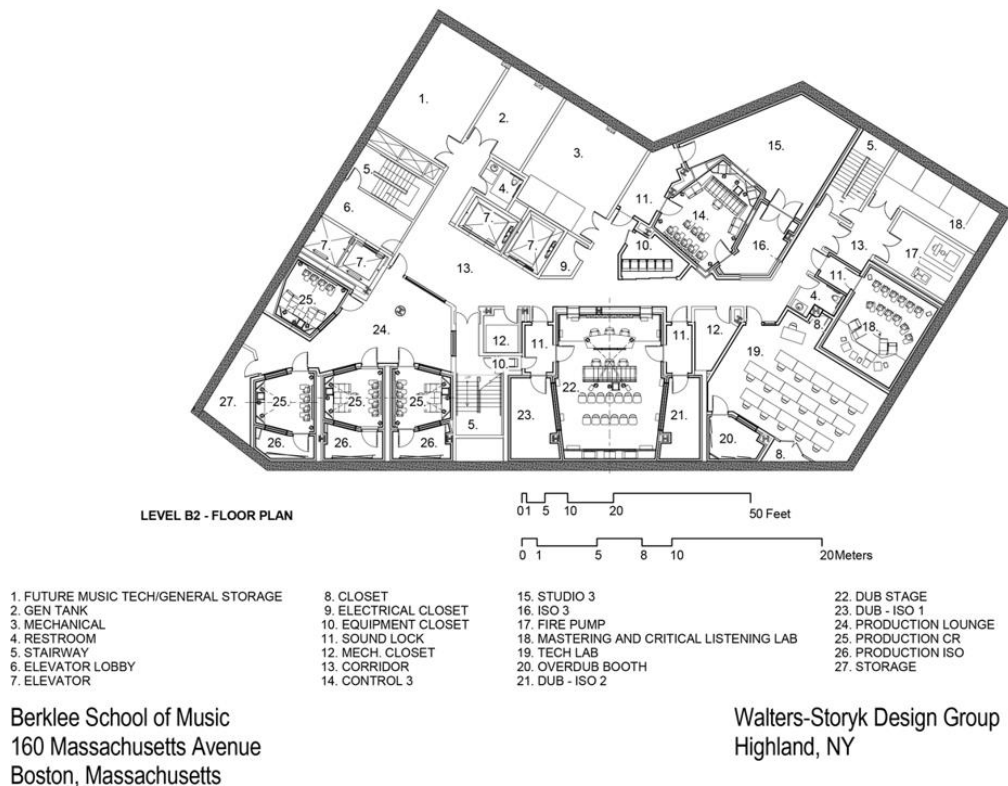 1.
2.
15.
5.
3.
5.
4.
11.
6.
7.
14.
18.
7.
7.
10.
16.
13.
17.
7.
13.
9.
11.
4.
25.
8.
24.
12.
18.
11.
12.
11.
19.
10.
22.
27.
25.
25.
25.
23.
21.
5.
26.
26.
26.
20.
8.
LEVEL B2 - FLOOR PLAN
0 1 5 10 20 50 Feet
0 1 5 8 10 20 Meters
1. FUTURE MUSIC TECH/GENERAL STORAGE
2. GEN TANK
3. MECHANICAL
4. RESTROOM
5. STAIRWAY
6. ELEVATOR LOBBY
7. ELEVATOR
8. CLOSET
9. ELECTRICAL CLOSET
10. EQUIPMENT CLOSET
11. SOUND LOCK
12. MECH. CLOSET
13. CORRIDOR
14. CONTROL 3
15. STUDIO 3
16. ISO 3
17. FIRE PUMP
18. MASTERING AND CRITICAL LISTENING LAB
19. TECH LAB
20. OVERDUB BOOTH
21. DUB - ISO 2
22. DUB STAGE
23. DUB - ISO 1
24. PRODUCTION LOUNGE
25. PRODUCTION CR
26. PRODUCTION ISO
27. STORAGE
Berklee School of Music
160 Massachusetts Avenue
Boston, Massachusetts
Walters-Storyk Design Group
Highland, NY